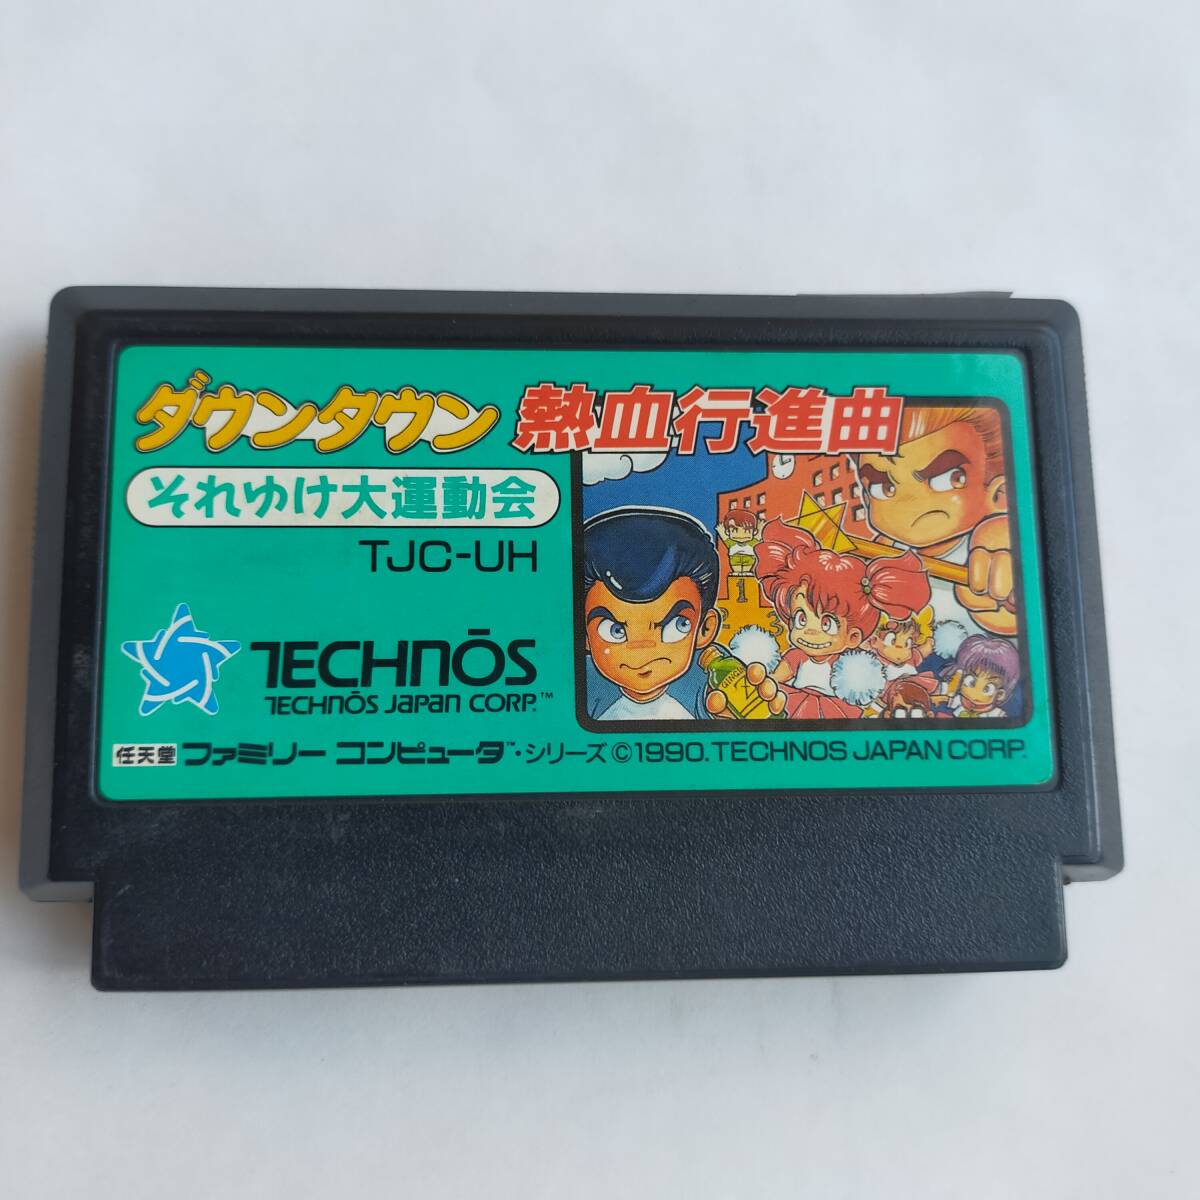 ダウンタウン 熱血行進曲
それゆけ大運動会
TJC-UH
TECHNŌS
TECHNŌS JAPAN CORP.™
任天堂 ファミリー コンピュータ™・シリーズ ©1990. TECHNOS JAPAN CORP.
1